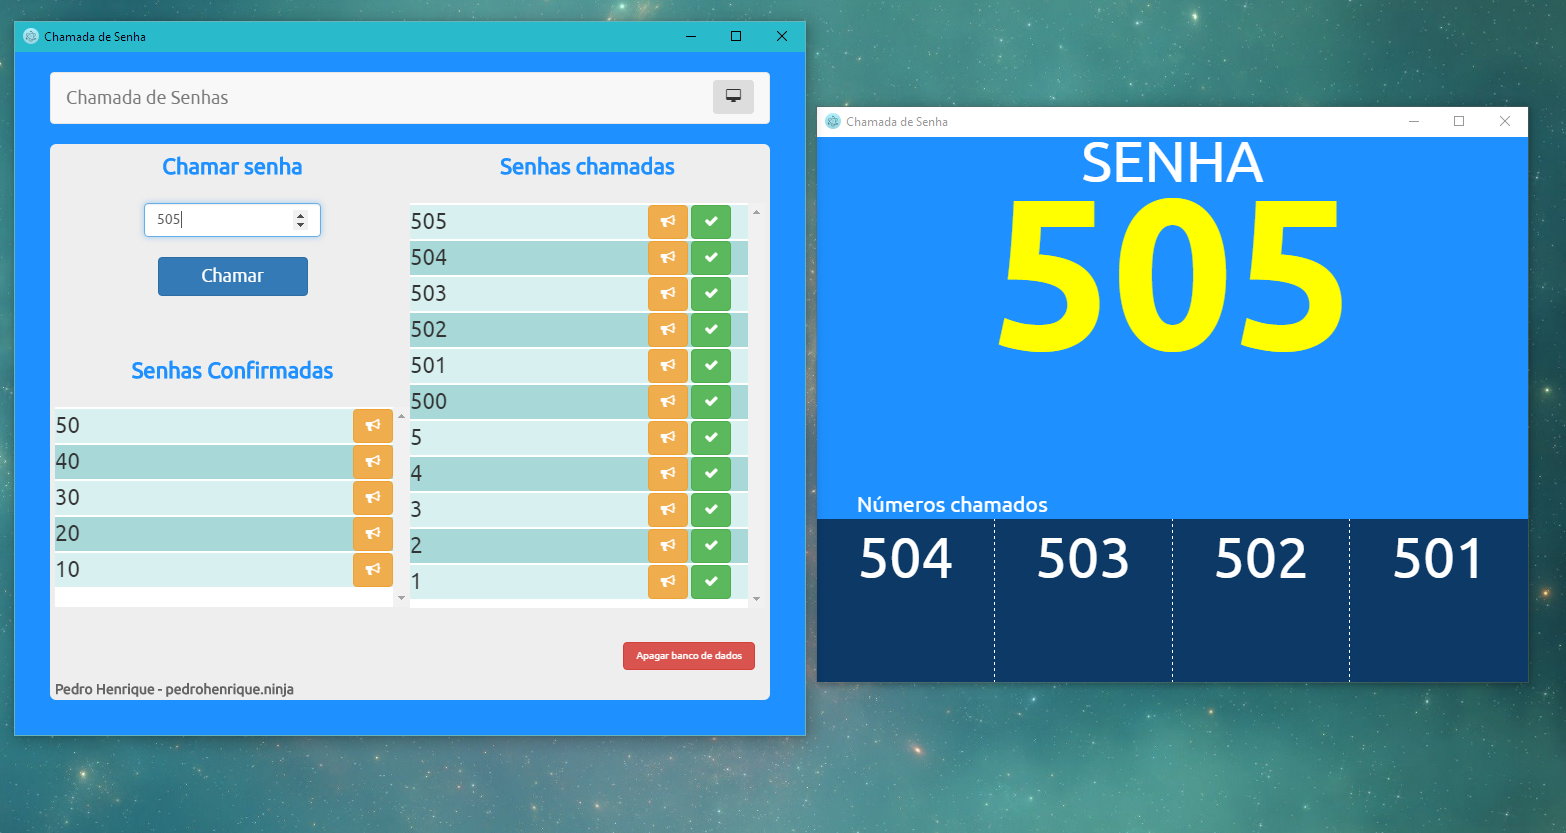 Chamada de Senha
Chamada de Senhas
Chamar senha
505
Chamar
Senhas Confirmadas
50
40
30
20
10
Senhas chamadas
505
504
503
502
501
500
5
4
3
2
1
Apagar banco de dados
Pedro Henrique - pedrohenrique.ninja
Chamada de Senha
SENHA
505
Números chamados
504 503 502 501